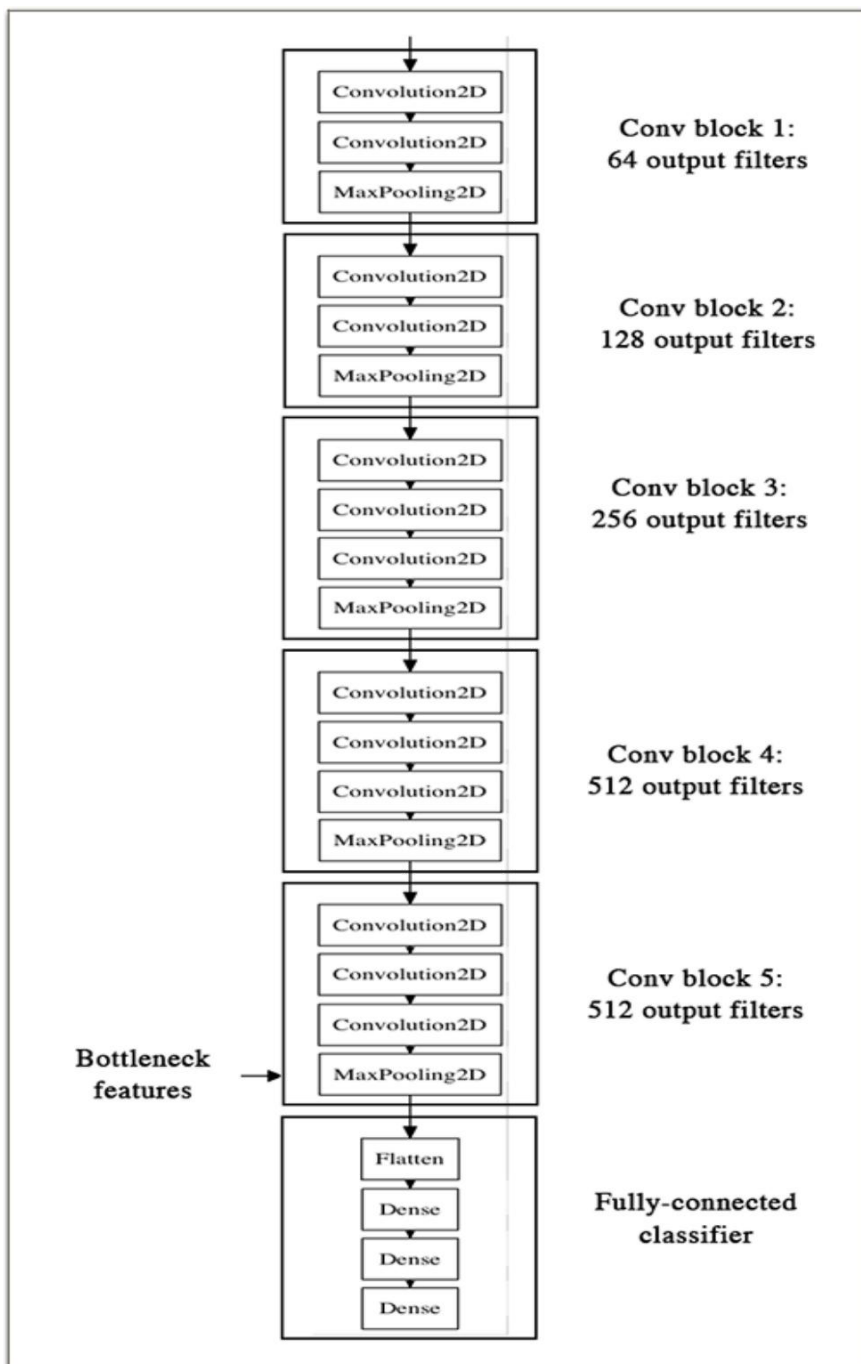 Convolution2D
Convolution2D
MaxPooling2D
Conv block 1:
64 output filters
Convolution2D
Convolution2D
MaxPooling2D
Conv block 2:
128 output filters
Convolution2D
Convolution2D
Convolution2D
MaxPooling2D
Conv block 3:
256 output filters
Convolution2D
Convolution2D
Convolution2D
MaxPooling2D
Conv block 4:
512 output filters
Convolution2D
Convolution2D
Convolution2D
MaxPooling2D
Conv block 5:
512 output filters
Bottleneck
features
Flatten
Dense
Dense
Dense
Fully-connected
classifier